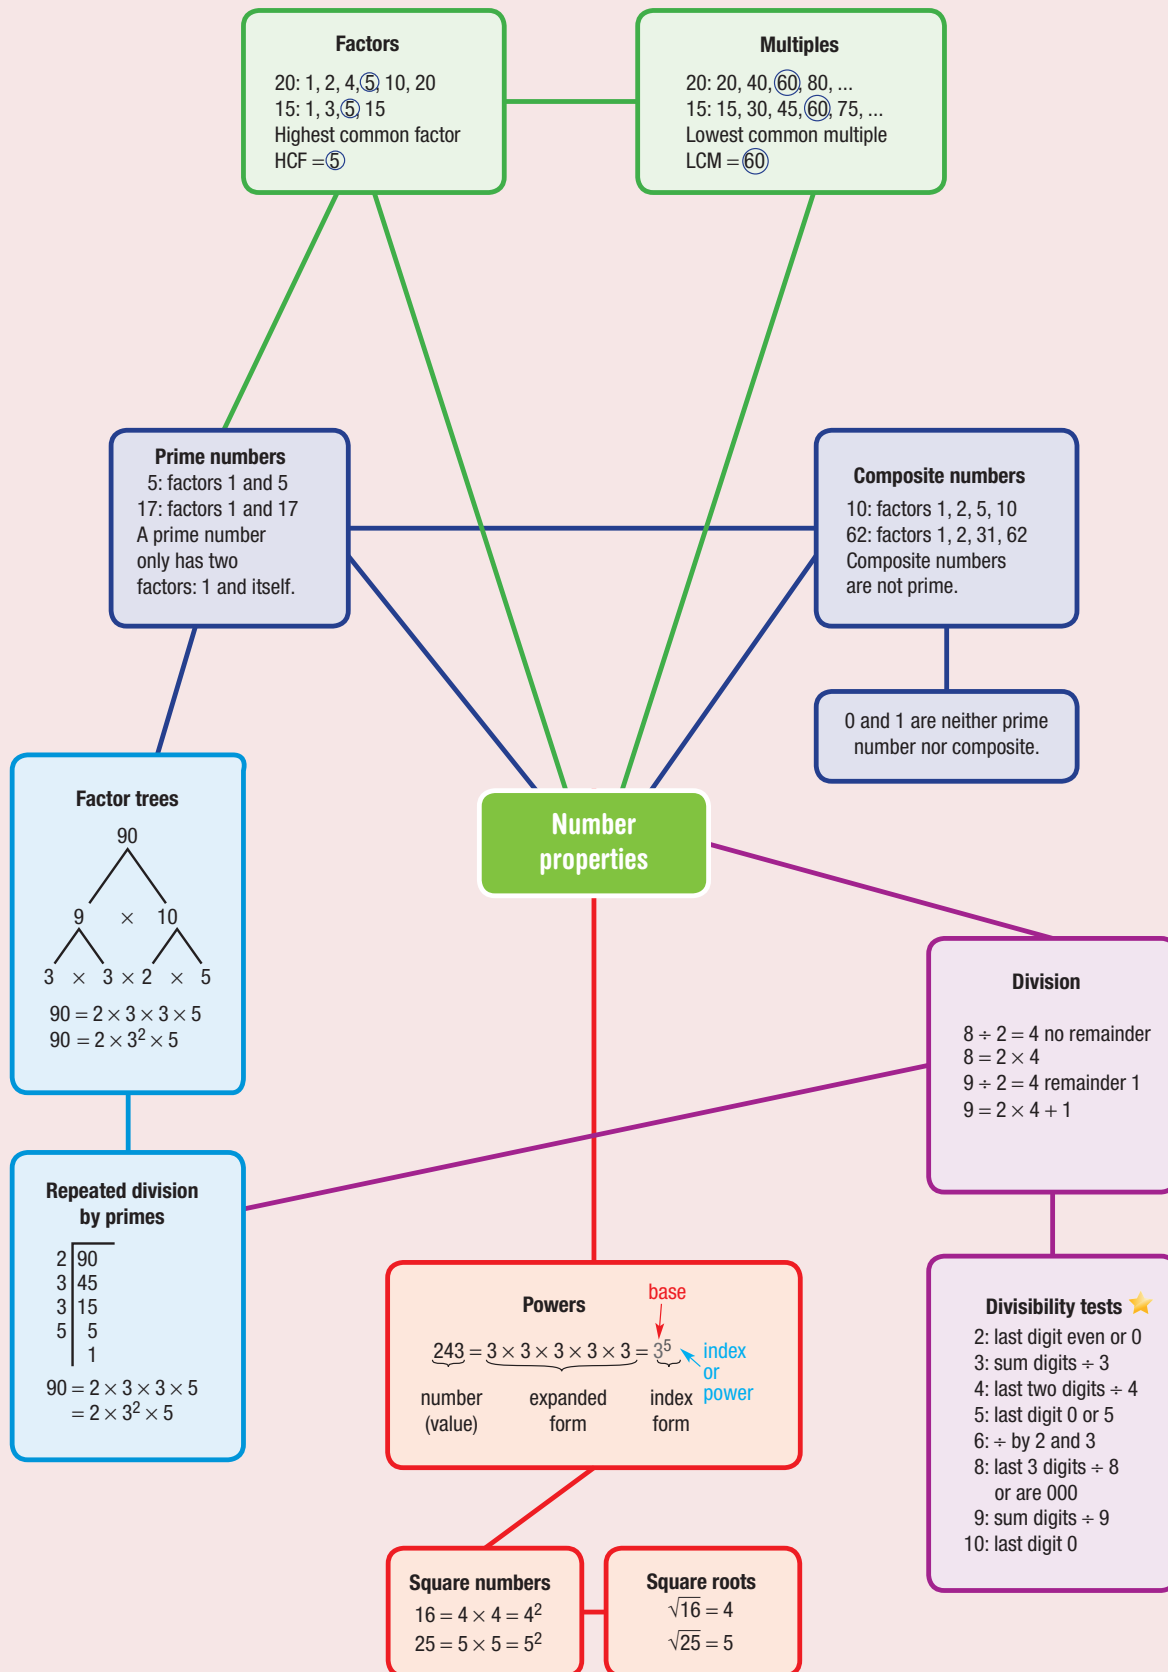 Factors
20: 1, 2, 4, 5, 10, 20
15: 1, 3, 5, 15
Highest common factor
HCF = 5
Multiples
20: 20, 40, 60, 80, ...
15: 15, 30, 45, 60, 75, ...
Lowest common multiple
LCM = 60
Prime numbers
5: factors 1 and 5
17: factors 1 and 17
A prime number
only has two
factors: 1 and itself.
Composite numbers
10: factors 1, 2, 5, 10
62: factors 1, 2, 31, 62
Composite numbers
are not prime.
0 and 1 are neither prime
number nor composite.
Factor trees
90
9 × 10
3 × 3 × 2 × 5
90 = 2 × 3 × 3 × 5
90 = 2 × 3² × 5
Number
properties
Division
8 ÷ 2 = 4 no remainder
8 = 2 × 4
9 ÷ 2 = 4 remainder 1
9 = 2 × 4 + 1
Repeated division
by primes
2 90
3 45
3 15
5 5
1
90 = 2 × 3 × 3 × 5
= 2 × 3² × 5
Powers
base
243 = 3 × 3 × 3 × 3 × 3 = 3⁵
index
or
power
number
(value)
expanded
form
index
form
Divisibility tests
2: last digit even or 0
3: sum digits ÷ 3
4: last two digits ÷ 4
5: last digit 0 or 5
6: ÷ by 2 and 3
8: last 3 digits ÷ 8
or are 000
9: sum digits ÷ 9
10: last digit 0
Square numbers
16 = 4 × 4 = 4²
25 = 5 × 5 = 5²
Square roots
√16 = 4
√25 = 5